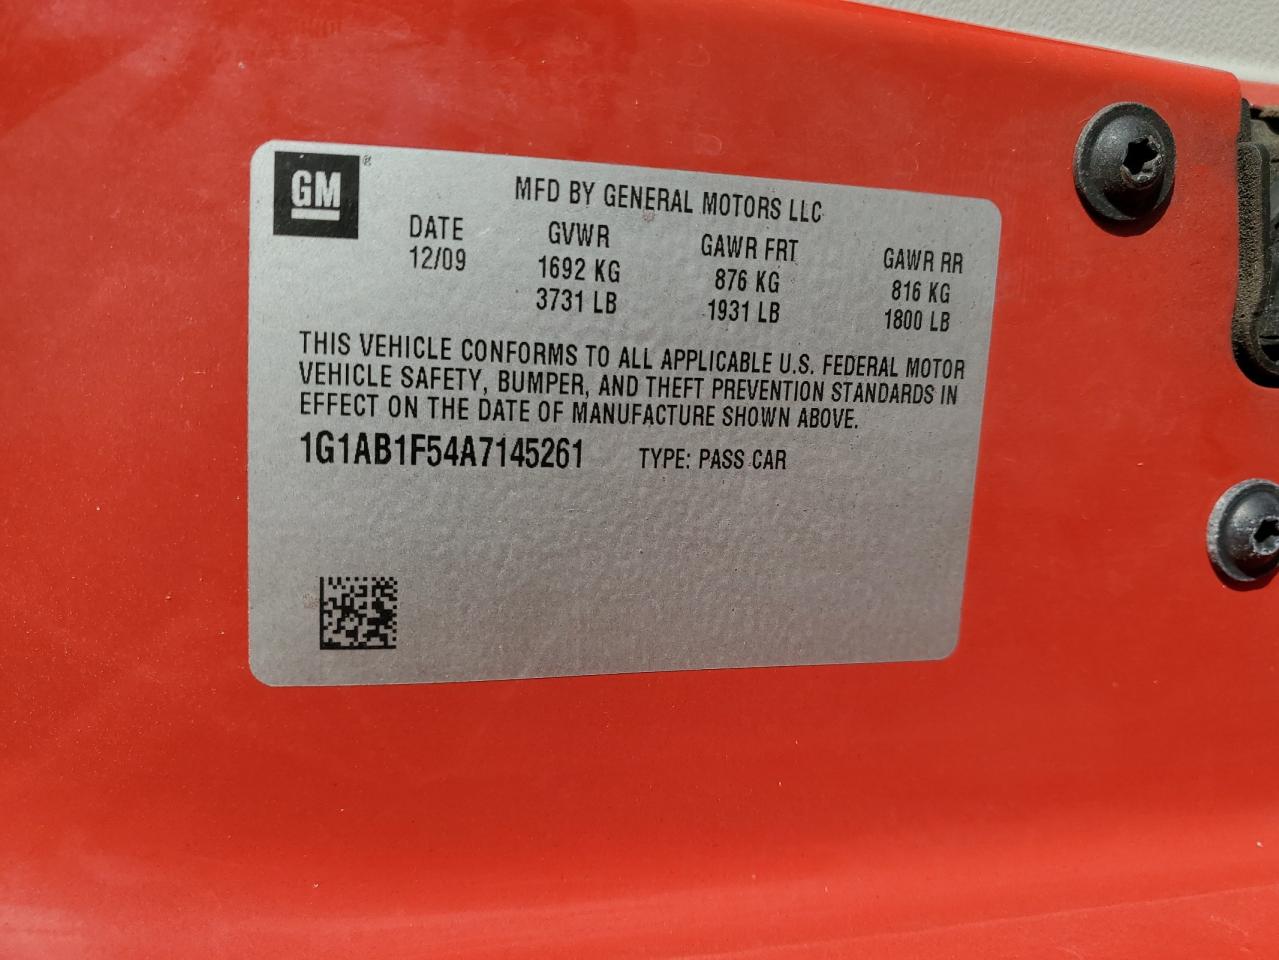 GM®
MFD BY GENERAL MOTORS LLC
DATE GVWR GAWR FRT GAWR RR
12/09 1692 KG 876 KG 816 KG
3731 LB 1931 LB 1800 LB
THIS VEHICLE CONFORMS TO ALL APPLICABLE U.S. FEDERAL MOTOR
VEHICLE SAFETY, BUMPER, AND THEFT PREVENTION STANDARDS IN
EFFECT ON THE DATE OF MANUFACTURE SHOWN ABOVE.
1G1AB1F54A7145261 TYPE: PASS CAR